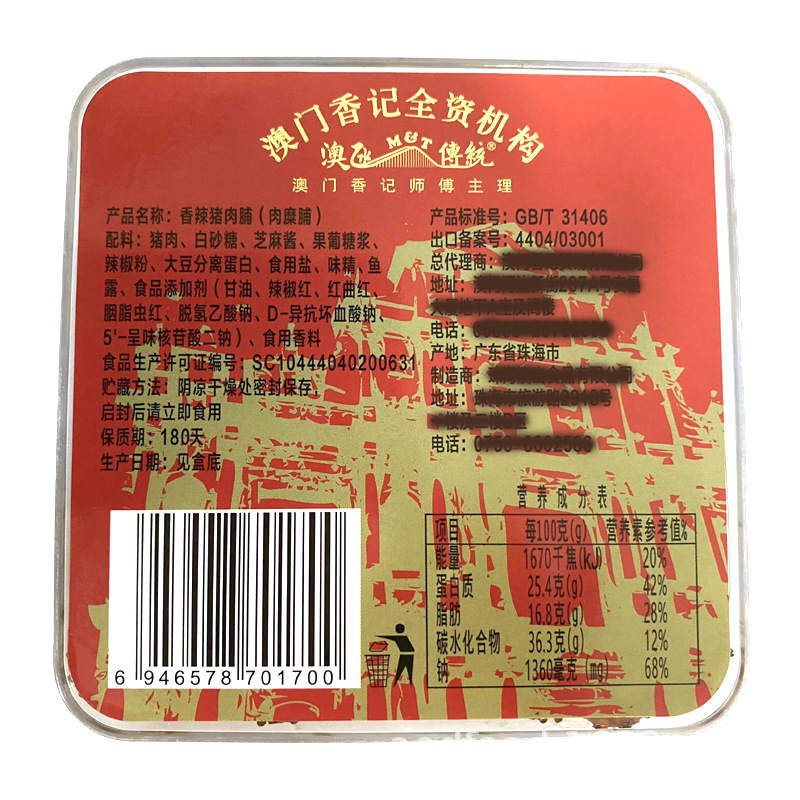 澳门香记全资机构
澳 M&T 傳統®
澳门香记师傅主理
产品名称：香辣猪肉脯（肉糜脯）
配料：猪肉、白砂糖、芝麻酱、果葡糖浆、
辣椒粉、大豆分离蛋白、食用盐、味精、鱼
露、食品添加剂（甘油、辣椒红、红曲红、
胭脂虫红、脱氢乙酸钠、D-异抗坏血酸钠、
5'-呈味核苷酸二钠）、食用香料
食品生产许可证编号：SC10444040200631
贮藏方法：阴凉干燥处密封保存，
启封后请立即食用
保质期：180天
生产日期：见盒底
产品标准号：GB/T 31406
出口备案号：4404/03001
总代理商：
地址：
电话：
产地：广东省珠海市
制造商：
地址：
电话：
营养成分表
项目 每100克(g) 营养素参考值%
能量 1670千焦(kJ) 20%
蛋白质 25.4克(g) 42%
脂肪 16.8克(g) 28%
碳水化合物 36.3克(g) 12%
钠 1360毫克（mg） 68%
6 946578 701700